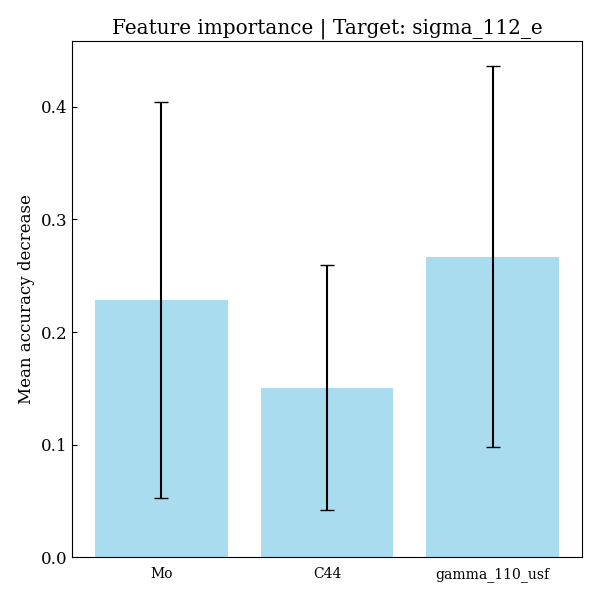 Feature importance | Target: sigma_112_e
Mean accuracy decrease
0.4
0.3
0.2
0.1
0.0
Mo
C44
gamma_110_usf